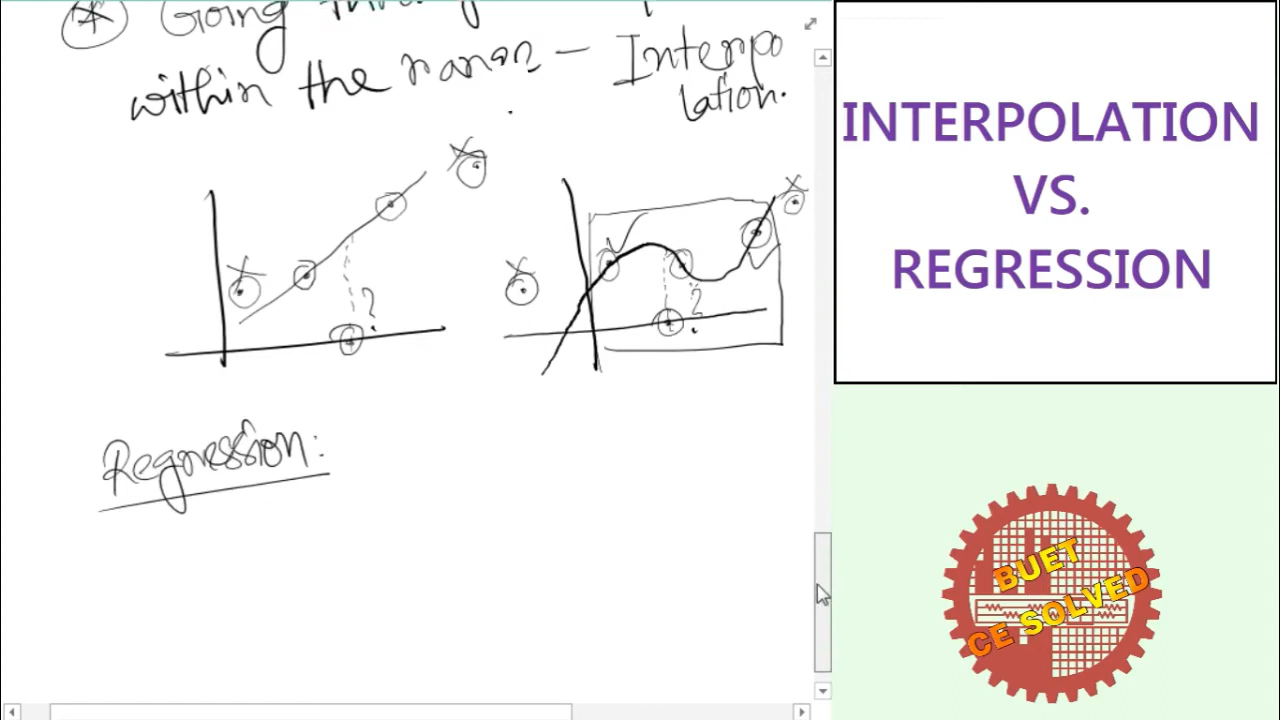 Going
within the range – Interpo
lation.
?
?
Regression:
INTERPOLATION
VS.
REGRESSION
BUET
CE SOLVED